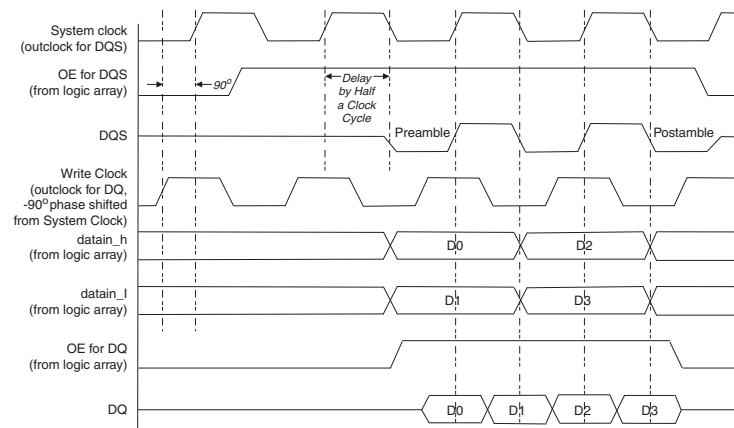 System clock
(outclock for DQS)
OE for DQS
(from logic array)
90°
Delay
by Half
a Clock
Cycle
DQS
Preamble
Postamble
Write Clock
(outclock for DQ,
-90° phase shifted
from System Clock)
datain_h
(from logic array)
D0
D2
datain_l
(from logic array)
D1
D3
OE for DQ
(from logic array)
DQ
D0
D1
D2
D3